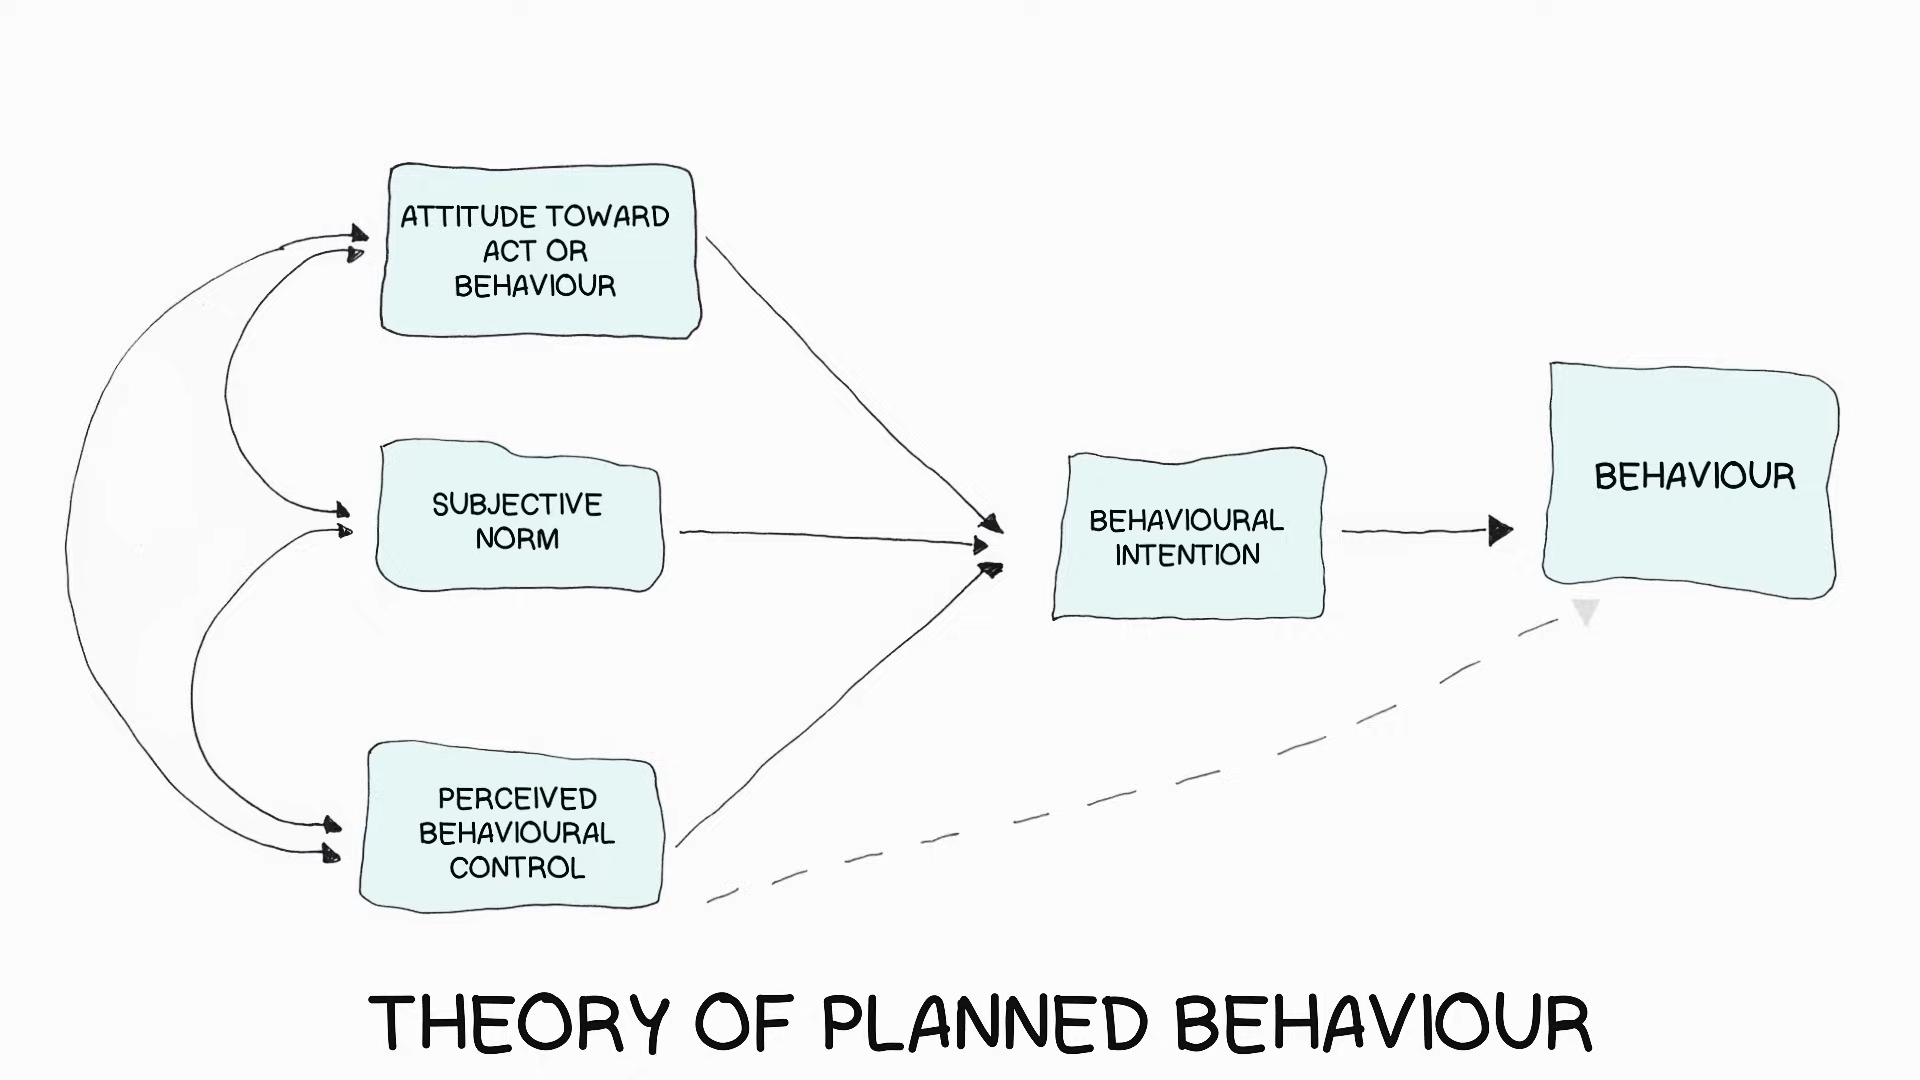 ATTITUDE TOWARD
ACT OR
BEHAVIOUR
SUBJECTIVE
NORM
PERCEIVED
BEHAVIOURAL
CONTROL
BEHAVIOURAL
INTENTION
BEHAVIOUR
THEORY OF PLANNED BEHAVIOUR